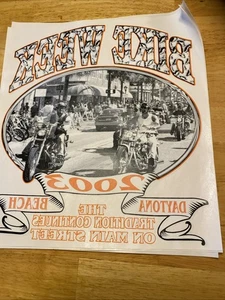 BIKE WEEK
2003
DAYTONA BEACH
THE
TRADITION CONTINUES
ON MAIN STREET